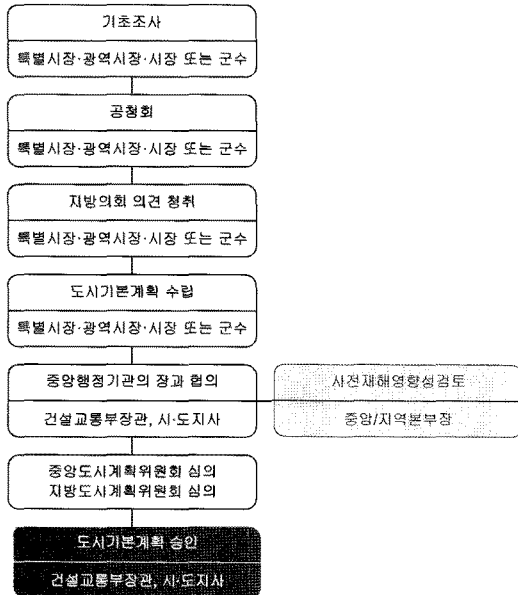 기초조사
특별시장·광역시장·시장 또는 군수
공청회
특별시장·광역시장·시장 또는 군수
지방의회 의견 청취
특별시장·광역시장·시장 또는 군수
도시기본계획 수립
특별시장·광역시장·시장 또는 군수
중앙행정기관의 장과 협의
사전재해영향성검토
건설교통부장관, 시·도지사
중앙/지역본부장
중앙도시계획위원회 심의
지방도시계획위원회 심의
도시기본계획 승인
건설교통부장관, 시·도지사